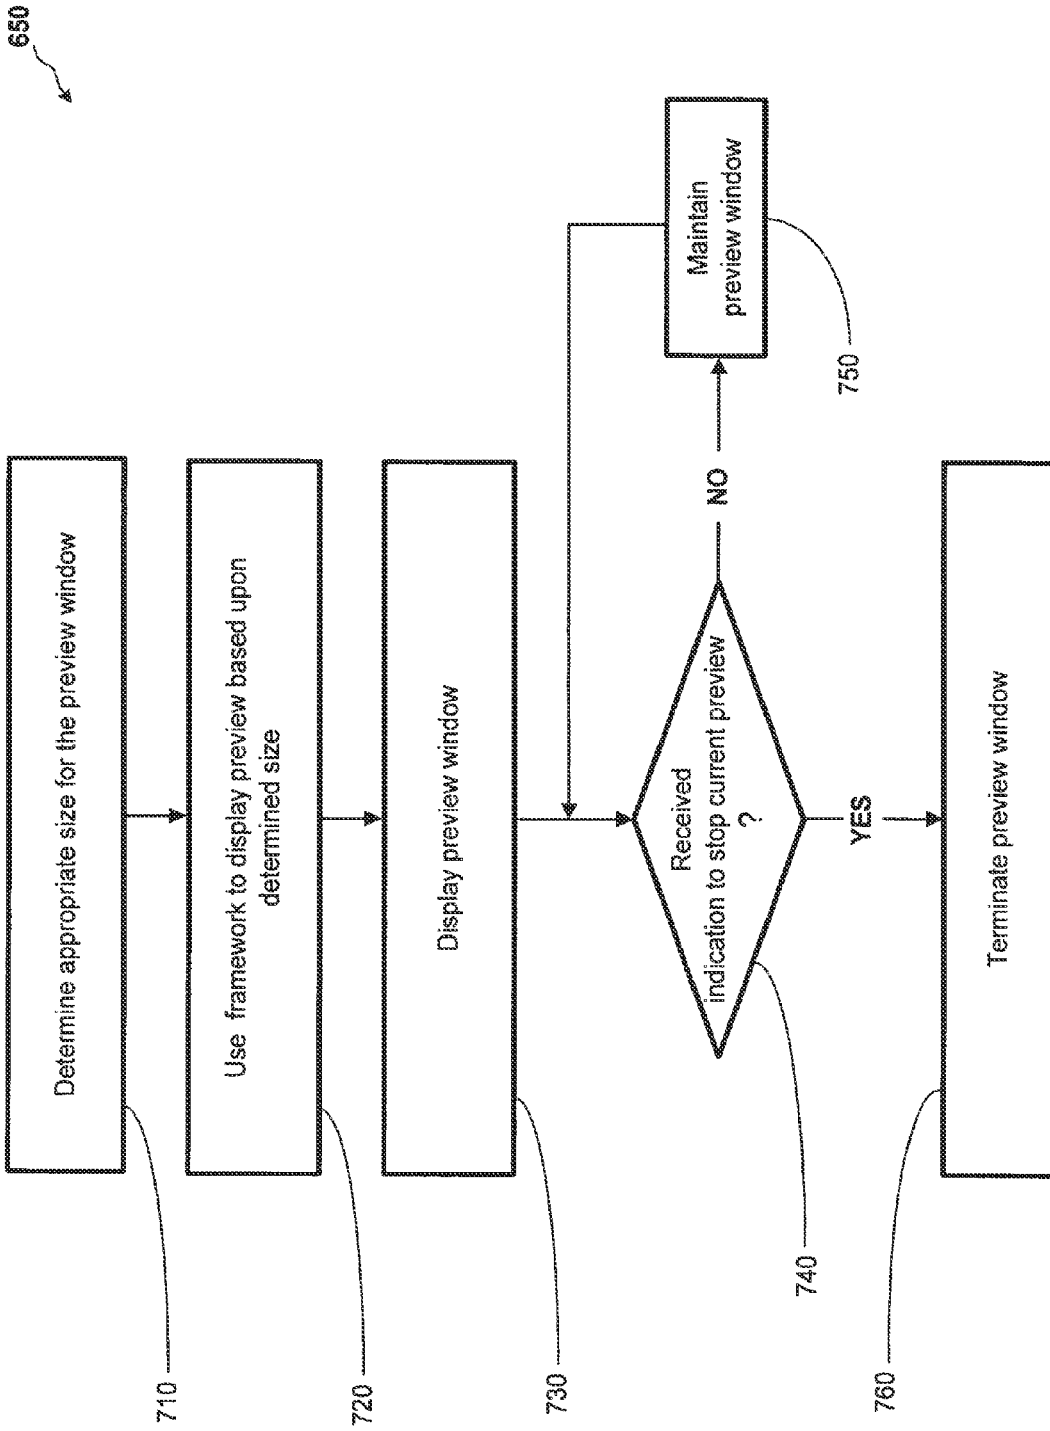 650
Determine appropriate size for the preview window
710
Use framework to display preview based upon
determined size
720
Display preview window
730
Received
indication to stop current preview
?
740
NO
Maintain
preview window
750
YES
Terminate preview window
760